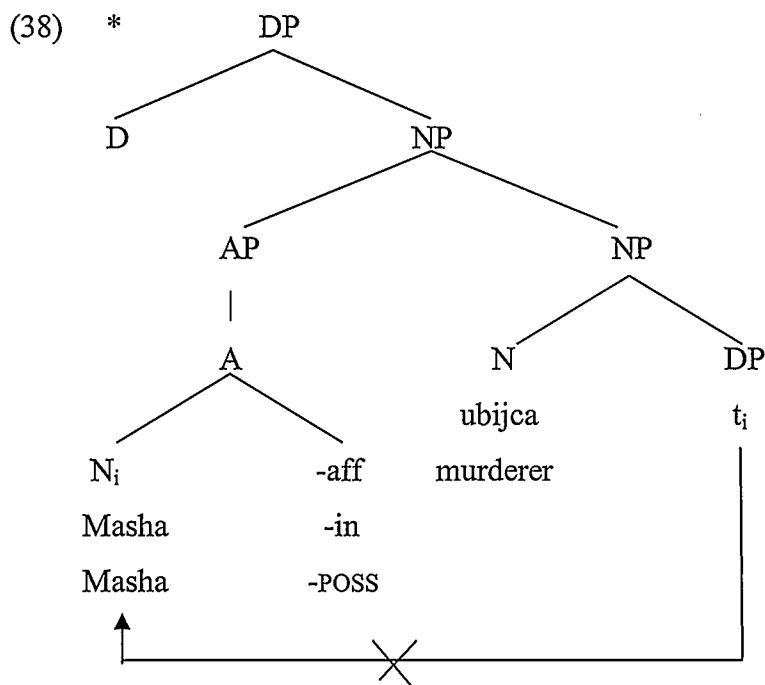 (38) * DP
D NP
AP NP
A N DP
ubijca tᵢ
Nᵢ -aff murderer
Masha -in
Masha -POSS